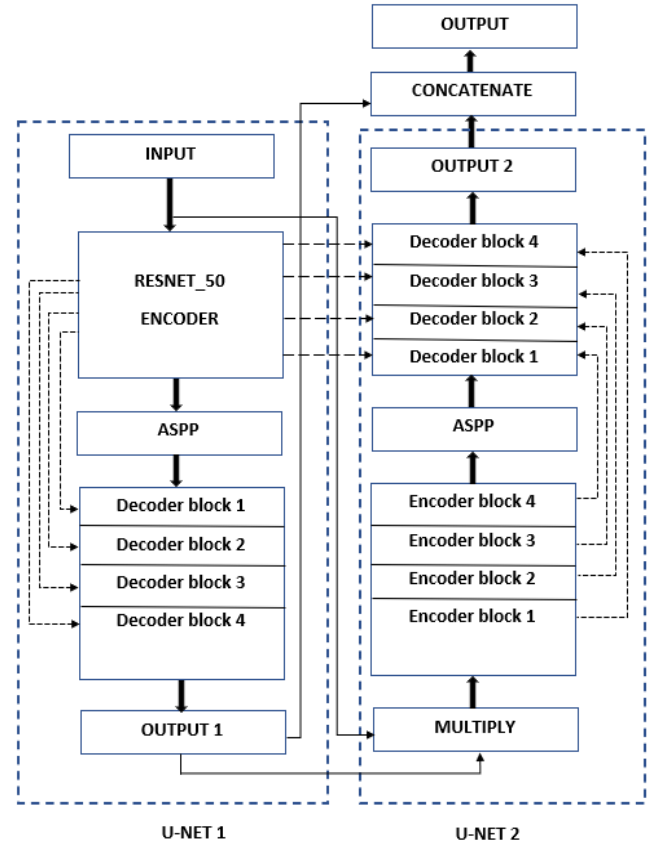 OUTPUT
CONCATENATE
INPUT
RESNET_50
ENCODER
ASPP
Decoder block 1
Decoder block 2
Decoder block 3
Decoder block 4
OUTPUT 1
U-NET 1
OUTPUT 2
Decoder block 4
Decoder block 3
Decoder block 2
Decoder block 1
ASPP
Encoder block 4
Encoder block 3
Encoder block 2
Encoder block 1
MULTIPLY
U-NET 2